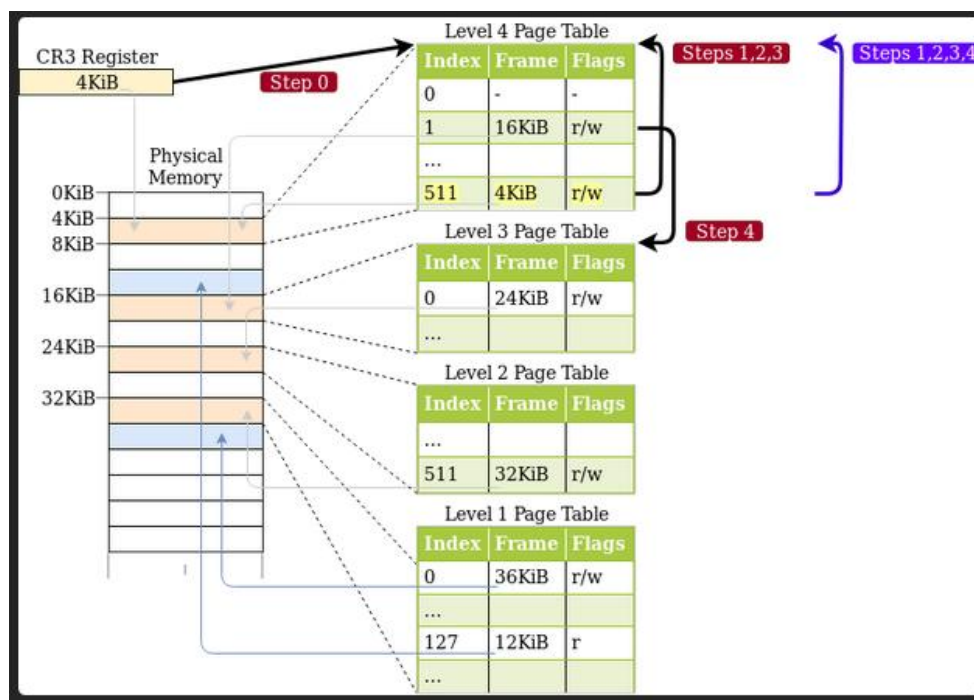 Level 4 Page Table
CR3 Register
4KiB
Step 0
Index Frame Flags
0 - -
1 16KiB r/w
...
511 4KiB r/w
Steps 1,2,3
Steps 1,2,3,4
Step 4
Physical
Memory
0KiB
4KiB
8KiB
16KiB
24KiB
32KiB
Level 3 Page Table
Index Frame Flags
0 24KiB r/w
...
Level 2 Page Table
Index Frame Flags
...
511 32KiB r/w
Level 1 Page Table
Index Frame Flags
0 36KiB r/w
...
127 12KiB r
...